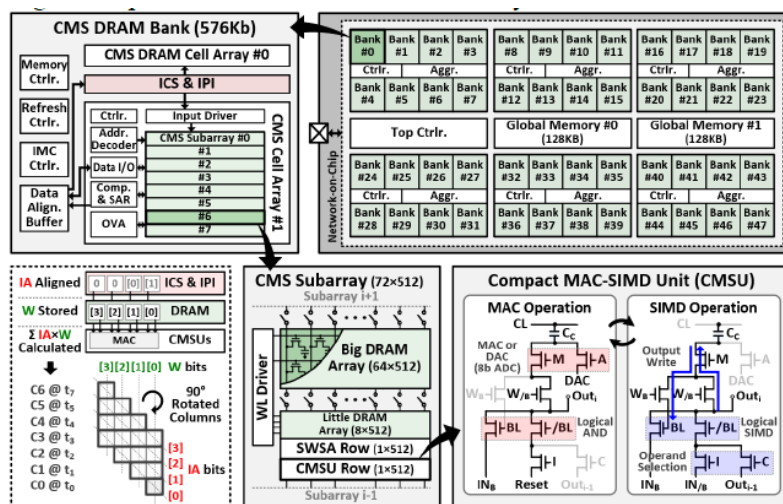 CMS DRAM Bank (576Kb)
CMS DRAM Cell Array #0
Memory Ctrlr.
ICS & IPI
Refresh Ctrlr.
Ctrlr.
Input Driver
Addr. Decoder
CMS Subarray #0
#1
IMC Ctrlr.
Data I/O
#2
#3
Data Align. Buffer
Comp. & SAR
#4
#5
OVA
#6
#7
CMS Cell Array #1
Network-on-Chip
Bank #0
Bank #1
Bank #2
Bank #3
Bank #8
Bank #9
Bank #10
Bank #11
Bank #16
Bank #17
Bank #18
Bank #19
Ctrlr.
Aggr.
Ctrlr.
Aggr.
Ctrlr.
Aggr.
Bank #4
Bank #5
Bank #6
Bank #7
Bank #12
Bank #13
Bank #14
Bank #15
Bank #20
Bank #21
Bank #22
Bank #23
Top Ctrlr.
Global Memory #0 (128KB)
Global Memory #1 (128KB)
Bank #24
Bank #25
Bank #26
Bank #27
Bank #32
Bank #33
Bank #34
Bank #35
Bank #40
Bank #41
Bank #42
Bank #43
Ctrlr.
Aggr.
Ctrlr.
Aggr.
Ctrlr.
Aggr.
Bank #28
Bank #29
Bank #30
Bank #31
Bank #36
Bank #37
Bank #38
Bank #39
Bank #44
Bank #45
Bank #46
Bank #47
IA Aligned
0 0 [0] [1]
ICS & IPI
W Stored
[3] [2] [1] [0]
DRAM
Σ IA×W Calculated
MAC
CMSUs
[3][2][1][0] W bits
90° Rotated Columns
C6 @ t7
C5 @ t5
C4 @ t4
C3 @ t3
C2 @ t2
C1 @ t1
C0 @ t0
[3]
[2]
[1]
[0]
IA bits
CMS Subarray (72×512)
Subarray i+1
WL Driver
Big DRAM Array (64×512)
Little DRAM Array (8×512)
SWSA Row (1×512)
CMSU Row (1×512)
Subarray i-1
Compact MAC-SIMD Unit (CMSU)
MAC Operation
CL
CC
MAC or DAC (8b ADC)
M
A
DAC
WB
W/B
Outi
BL
/BL
Logical AND
I
C
INB
Reset
Outi-1
SIMD Operation
CL
CC
Output Write
M
A
DAC
WB
W/B
Outi
BL
/BL
Logical SIMD
Operand Selection
I
C
INB
IN/B
Outi-1